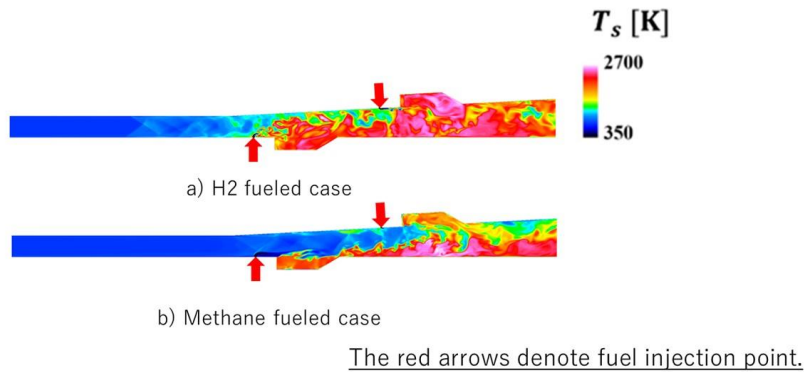 T_s [K]
2700
350
a) H2 fueled case
b) Methane fueled case
The red arrows denote fuel injection point.